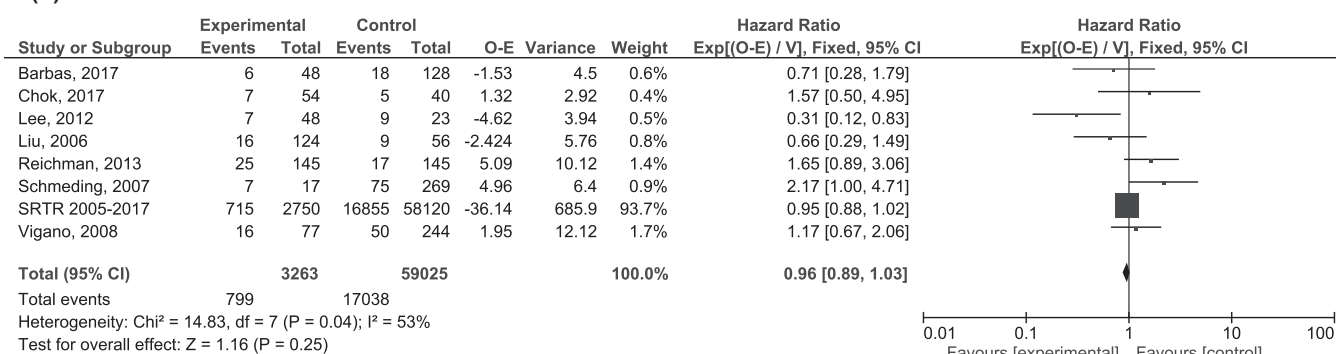 Experimental Control Hazard Ratio Hazard Ratio
Study or Subgroup Events Total Events Total O-E Variance Weight Exp[(O-E) / V], Fixed, 95% CI Exp[(O-E) / V], Fixed, 95% CI
Barbas, 2017 6 48 18 128 -1.53 4.5 0.6% 0.71 [0.28, 1.79]
Chok, 2017 7 54 5 40 1.32 2.92 0.4% 1.57 [0.50, 4.95]
Lee, 2012 7 48 9 23 -4.62 3.94 0.5% 0.31 [0.12, 0.83]
Liu, 2006 16 124 9 56 -2.424 5.76 0.8% 0.66 [0.29, 1.49]
Reichman, 2013 25 145 17 145 5.09 10.12 1.4% 1.65 [0.89, 3.06]
Schmeding, 2007 7 17 75 269 4.96 6.4 0.9% 2.17 [1.00, 4.71]
SRTR 2005-2017 715 2750 16855 58120 -36.14 685.9 93.7% 0.95 [0.88, 1.02]
Vigano, 2008 16 77 50 244 1.95 12.12 1.7% 1.17 [0.67, 2.06]
Total (95% CI) 3263 59025 100.0% 0.96 [0.89, 1.03]
Total events 799 17038
Heterogeneity: Chi² = 14.83, df = 7 (P = 0.04); I² = 53%
Test for overall effect: Z = 1.16 (P = 0.25)
0.01 0.1 1 10 100
Favours [experimental] Favours [control]